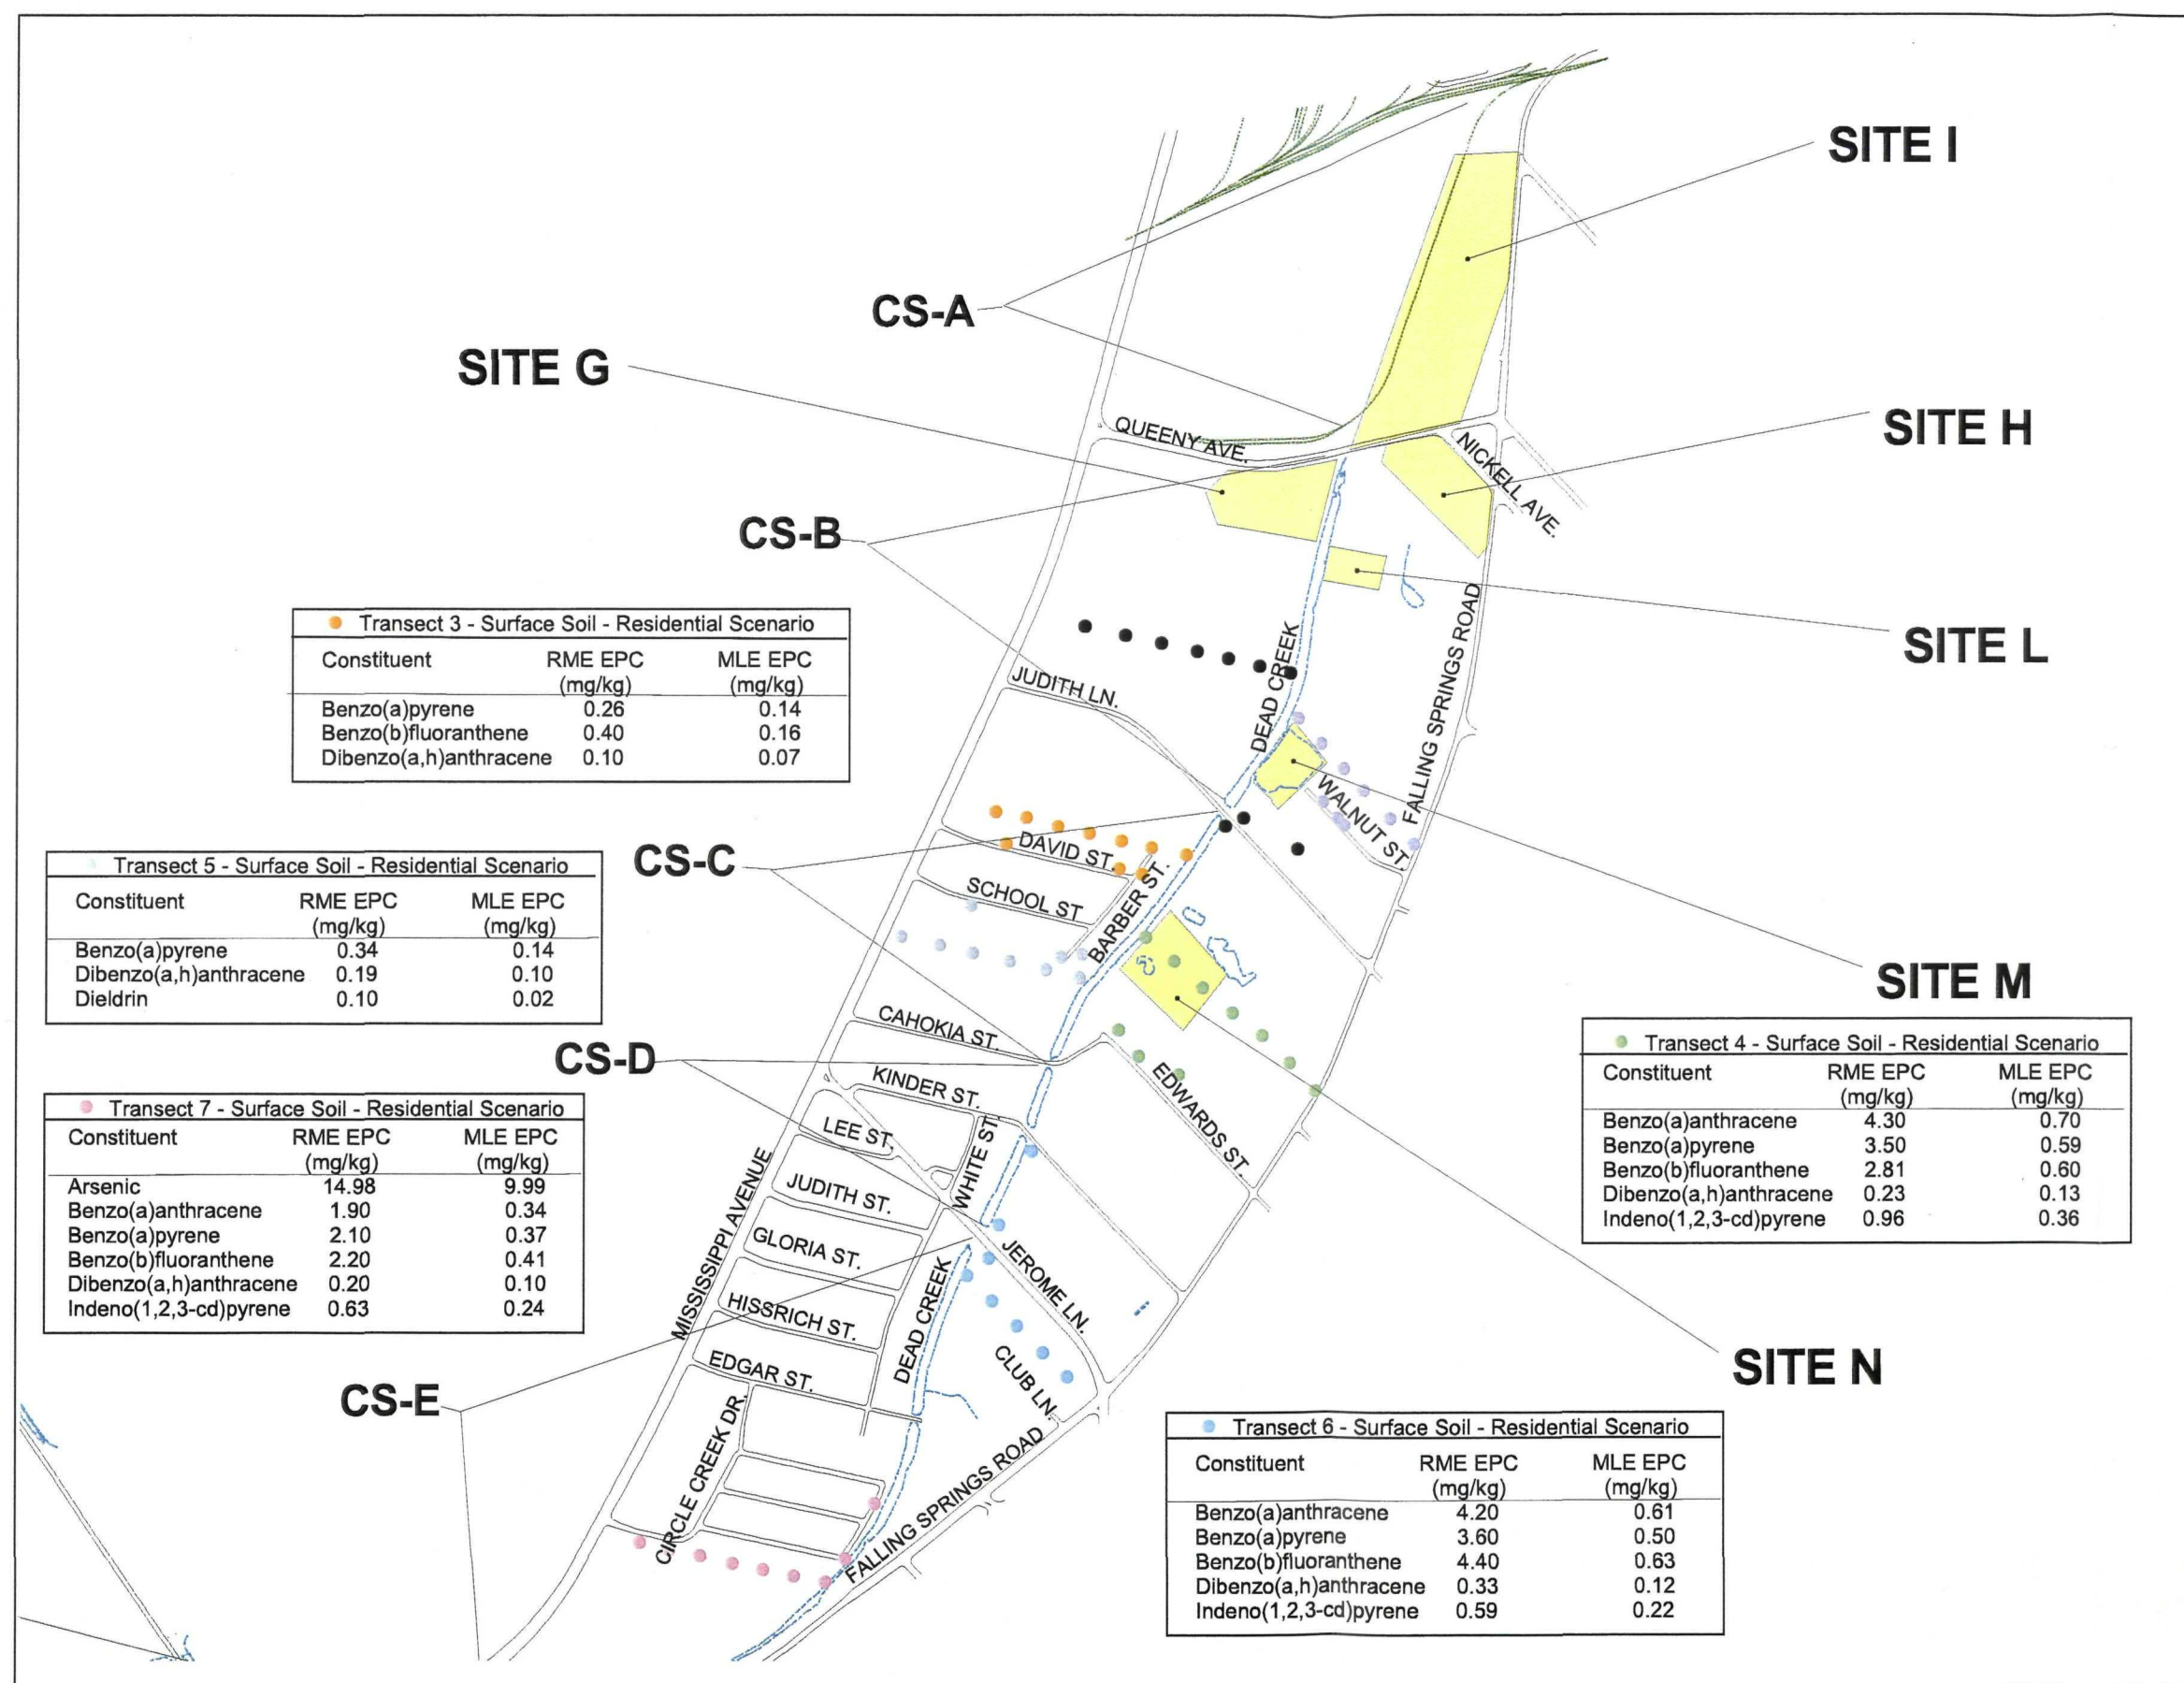 SITE I
CS-A
SITE G
QUEENY AVE.
NICKELL AVE.
SITE H
CS-B
SITE L
Transect 3 - Surface Soil - Residential Scenario
Constituent RME EPC MLE EPC
(mg/kg) (mg/kg)
Benzo(a)pyrene 0.26 0.14
Benzo(b)fluoranthene 0.40 0.16
Dibenzo(a,h)anthracene 0.10 0.07
JUDITH LN.
DEAD CREEK
FALLING SPRINGS ROAD
WALNUT ST.
DAVID ST.
SCHOOL ST
BARBER ST.
CS-C
Transect 5 - Surface Soil - Residential Scenario
Constituent RME EPC MLE EPC
(mg/kg) (mg/kg)
Benzo(a)pyrene 0.34 0.14
Dibenzo(a,h)anthracene 0.19 0.10
Dieldrin 0.10 0.02
SITE M
CAHOKIA ST.
CS-D
KINDER ST.
EDWARDS ST.
Transect 4 - Surface Soil - Residential Scenario
Constituent RME EPC MLE EPC
(mg/kg) (mg/kg)
Benzo(a)anthracene 4.30 0.70
Benzo(a)pyrene 3.50 0.59
Benzo(b)fluoranthene 2.81 0.60
Dibenzo(a,h)anthracene 0.23 0.13
Indeno(1,2,3-cd)pyrene 0.96 0.36
Transect 7 - Surface Soil - Residential Scenario
Constituent RME EPC MLE EPC
(mg/kg) (mg/kg)
Arsenic 14.98 9.99
Benzo(a)anthracene 1.90 0.34
Benzo(a)pyrene 2.10 0.37
Benzo(b)fluoranthene 2.20 0.41
Dibenzo(a,h)anthracene 0.20 0.10
Indeno(1,2,3-cd)pyrene 0.63 0.24
LEE ST.
WHITE ST.
MISSISSIPPI AVENUE
JUDITH ST.
GLORIA ST.
HISSRICH ST.
EDGAR ST.
DEAD CREEK
JEROME LN.
CLUB LN.
SITE N
CS-E
CIRCLE CREEK DR.
FALLING SPRINGS ROAD
Transect 6 - Surface Soil - Residential Scenario
Constituent RME EPC MLE EPC
(mg/kg) (mg/kg)
Benzo(a)anthracene 4.20 0.61
Benzo(a)pyrene 3.60 0.50
Benzo(b)fluoranthene 4.40 0.63
Dibenzo(a,h)anthracene 0.33 0.12
Indeno(1,2,3-cd)pyrene 0.59 0.22